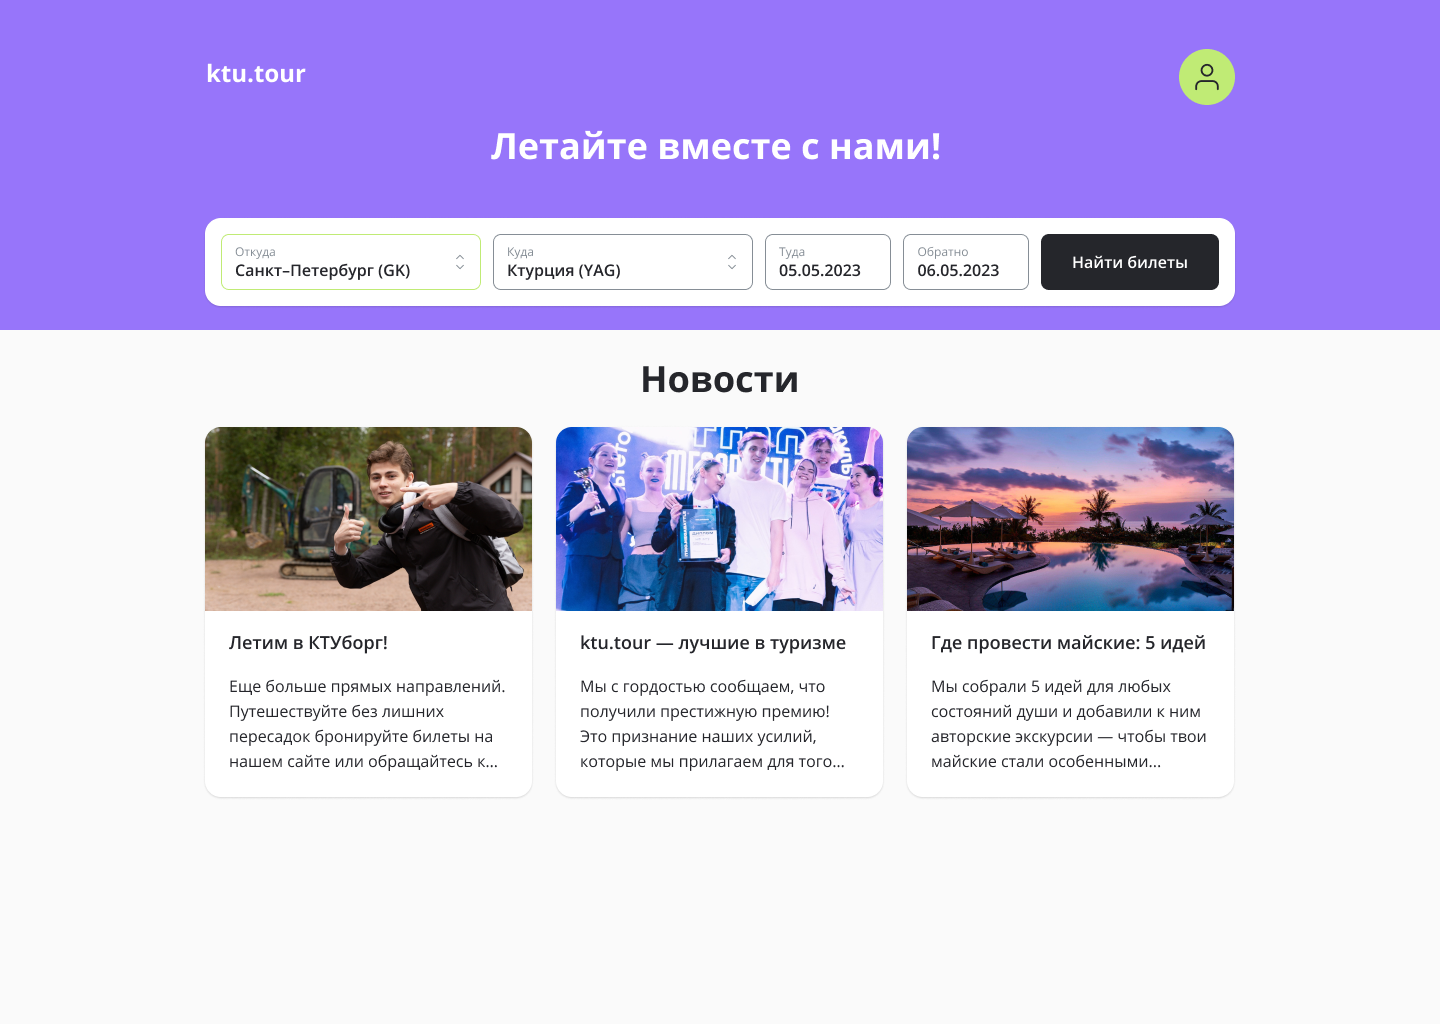 ktu.tour
Летайте вместе с нами!
Откуда
Санкт–Петербург (GK)
Куда
Ктурция (YAG)
Туда
05.05.2023
Обратно
06.05.2023
Найти билеты
Новости
Летим в КТУборг!
Еще больше прямых направлений.
Путешествуйте без лишних
пересадок бронируйте билеты на
нашем сайте или обращайтесь к...
ktu.tour — лучшие в туризме
Мы с гордостью сообщаем, что
получили престижную премию!
Это признание наших усилий,
которые мы прилагаем для того...
Где провести майские: 5 идей
Мы собрали 5 идей для любых
состояний души и добавили к ним
авторские экскурсии — чтобы твои
майские стали особенными...